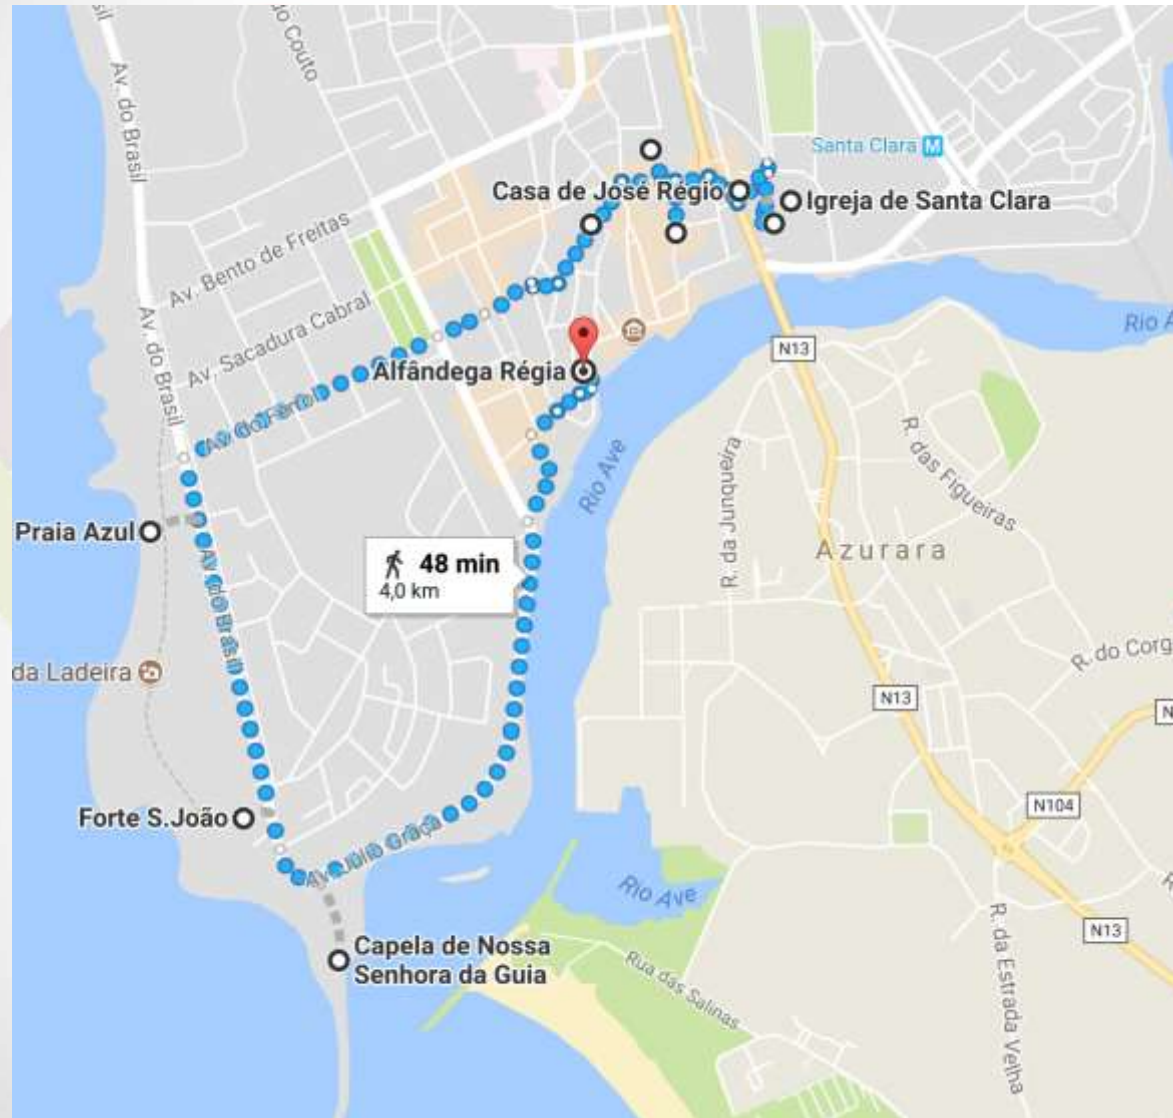 do Couto
Av. do Brasil
Santa Clara M
Casa de José Régio
Igreja de Santa Clara
Av. Bento de Freitas
Av. Sacadura Cabral
Av. do Brasil
Rio A
N13
Alfândega Régia
Rio Ave
R. da Junqueira
R. das Figueiras
Praia Azul
48 min
4,0 km
Azurara
Av. do Brasil
da Ladeira
R. do Corg
N13
N
N104
Forte S.João
Av. Júlio Graça
Rio Ave
N13
Capela de Nossa
Senhora da Guia
Rua das Salinas
R. da Estrada Velha